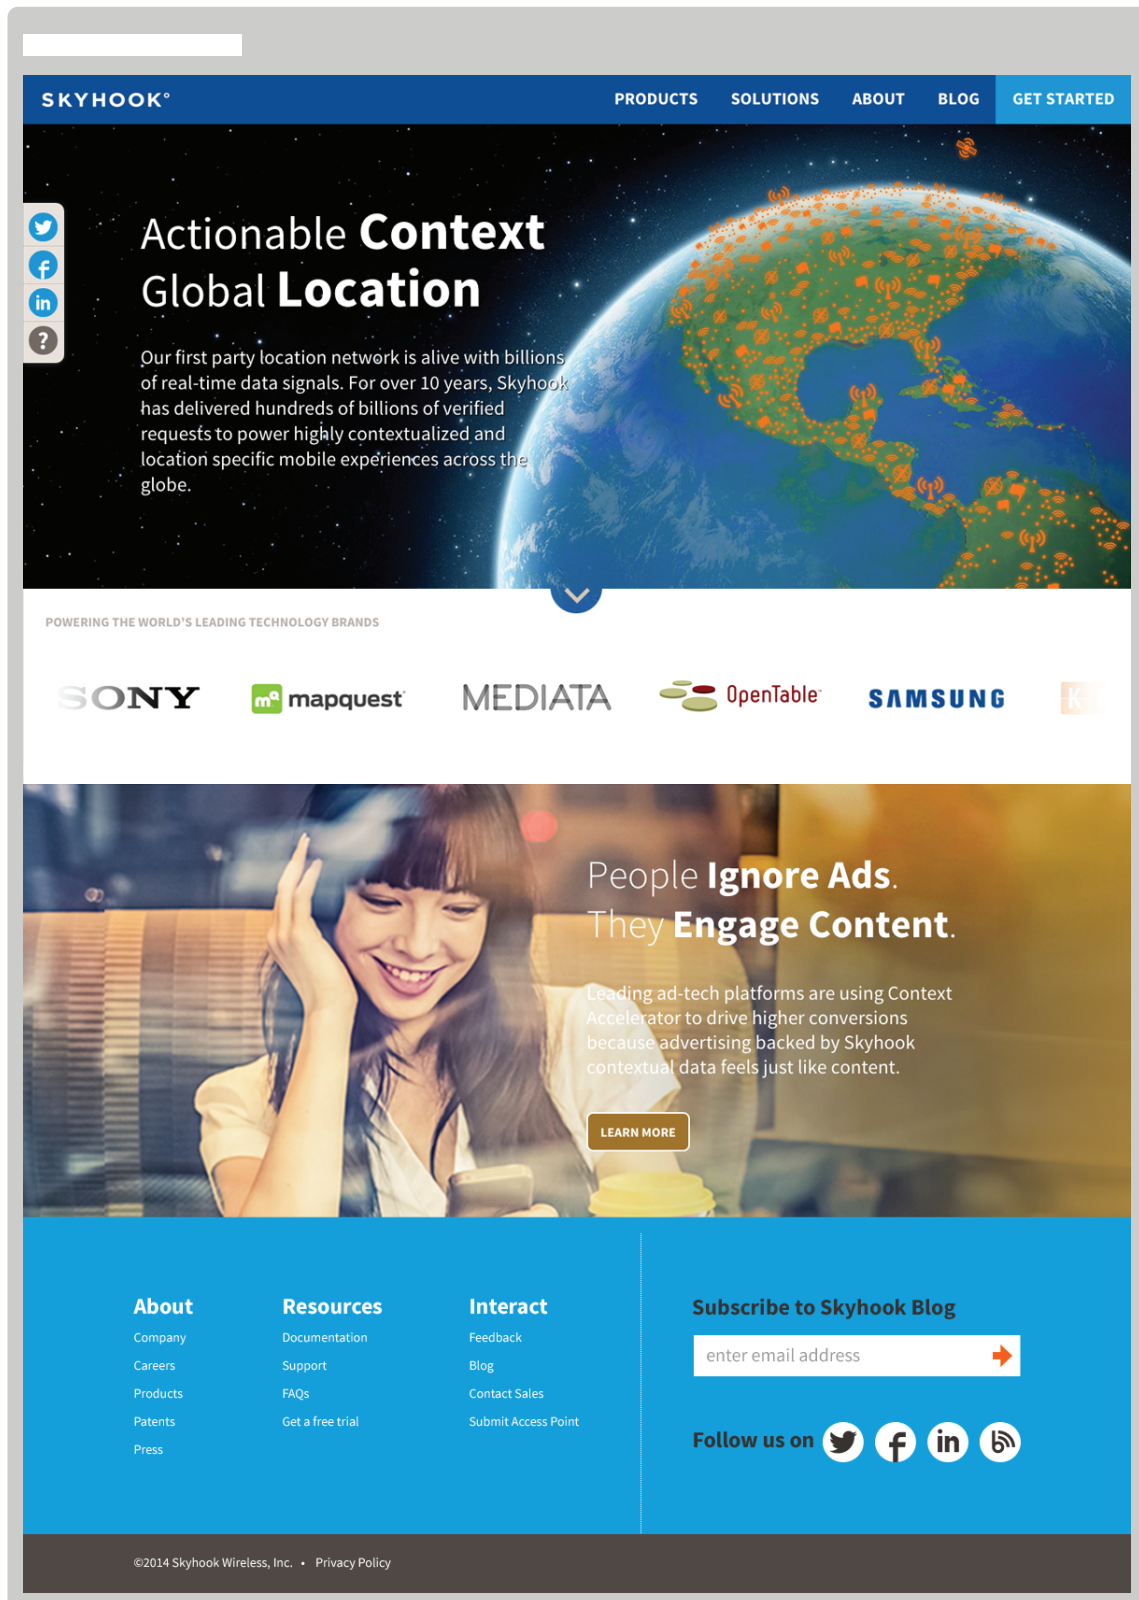 SKYHOOK°
PRODUCTS
SOLUTIONS
ABOUT
BLOG
GET STARTED
Actionable Context
Global Location
Our first party location network is alive with billions
of real-time data signals. For over 10 years, Skyhook
has delivered hundreds of billions of verified
requests to power highly contextualized and
location specific mobile experiences across the
globe.
POWERING THE WORLD'S LEADING TECHNOLOGY BRANDS
SONY
mq mapquest
MEDIATA
OpenTable
SAMSUNG
People Ignore Ads.
They Engage Content.
Leading ad-tech platforms are using Context
Accelerator to drive higher conversions
because advertising backed by Skyhook
contextual data feels just like content.
LEARN MORE
About
Company
Careers
Products
Patents
Press
Resources
Documentation
Support
FAQs
Get a free trial
Interact
Feedback
Blog
Contact Sales
Submit Access Point
Subscribe to Skyhook Blog
enter email address
Follow us on
©2014 Skyhook Wireless, Inc. • Privacy Policy